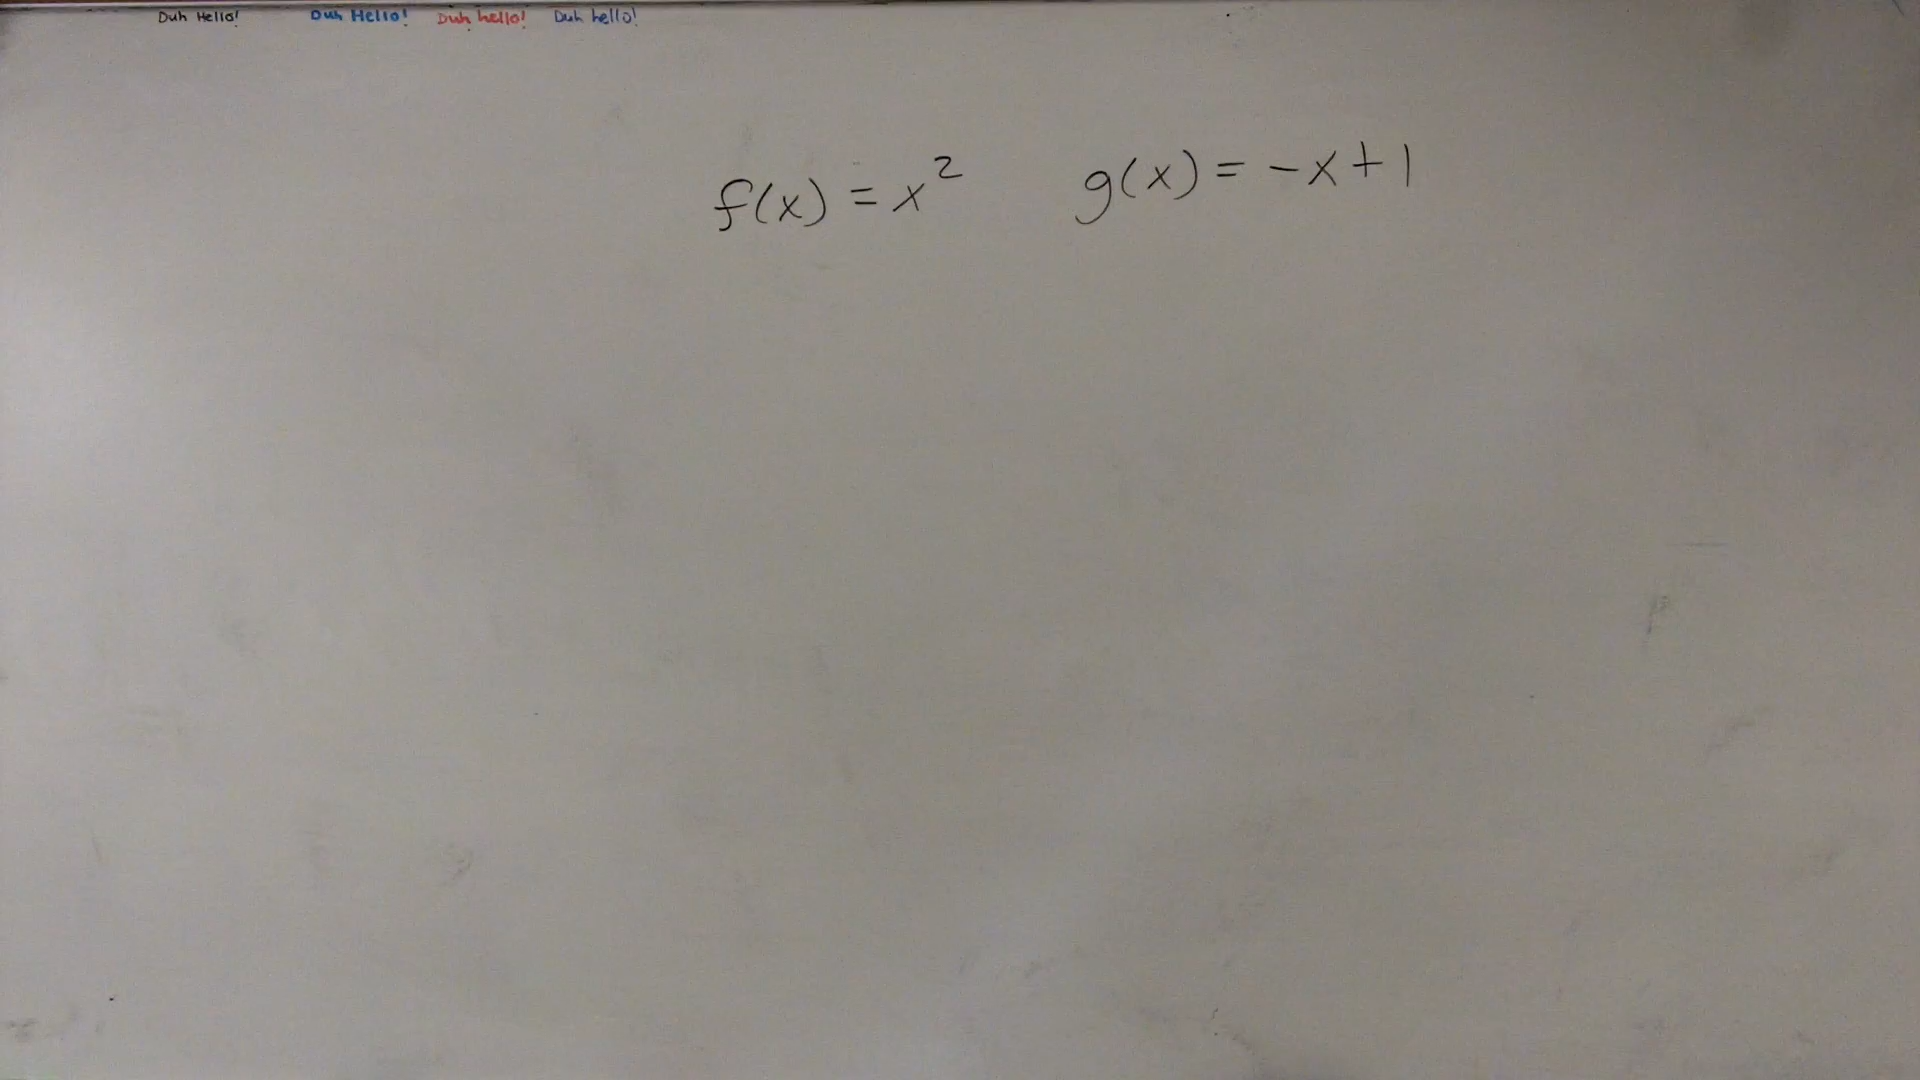 Duh Hello! Duh Hello! Duh hello! Duh hello!
f(x) = x² g(x) = -x+1